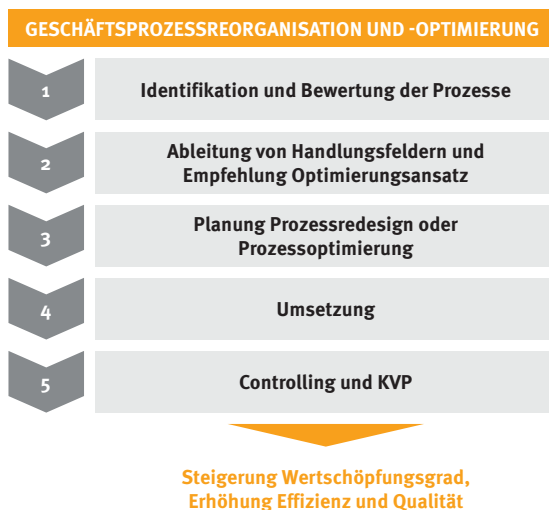 GESCHÄFTSPROZESSREORGANISATION UND -OPTIMIERUNG
1
Identifikation und Bewertung der Prozesse
2
Ableitung von Handlungsfeldern und
Empfehlung Optimierungsansatz
3
Planung Prozessredesign oder
Prozessoptimierung
4
Umsetzung
5
Controlling und KVP
Steigerung Wertschöpfungsgrad,
Erhöhung Effizienz und Qualität